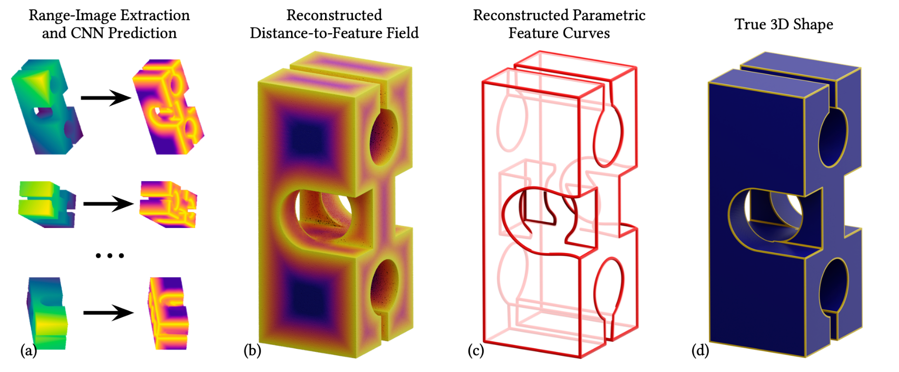 Range-Image Extraction
and CNN Prediction
Reconstructed
Distance-to-Feature Field
Reconstructed Parametric
Feature Curves
True 3D Shape
(a)
(b)
(c)
(d)